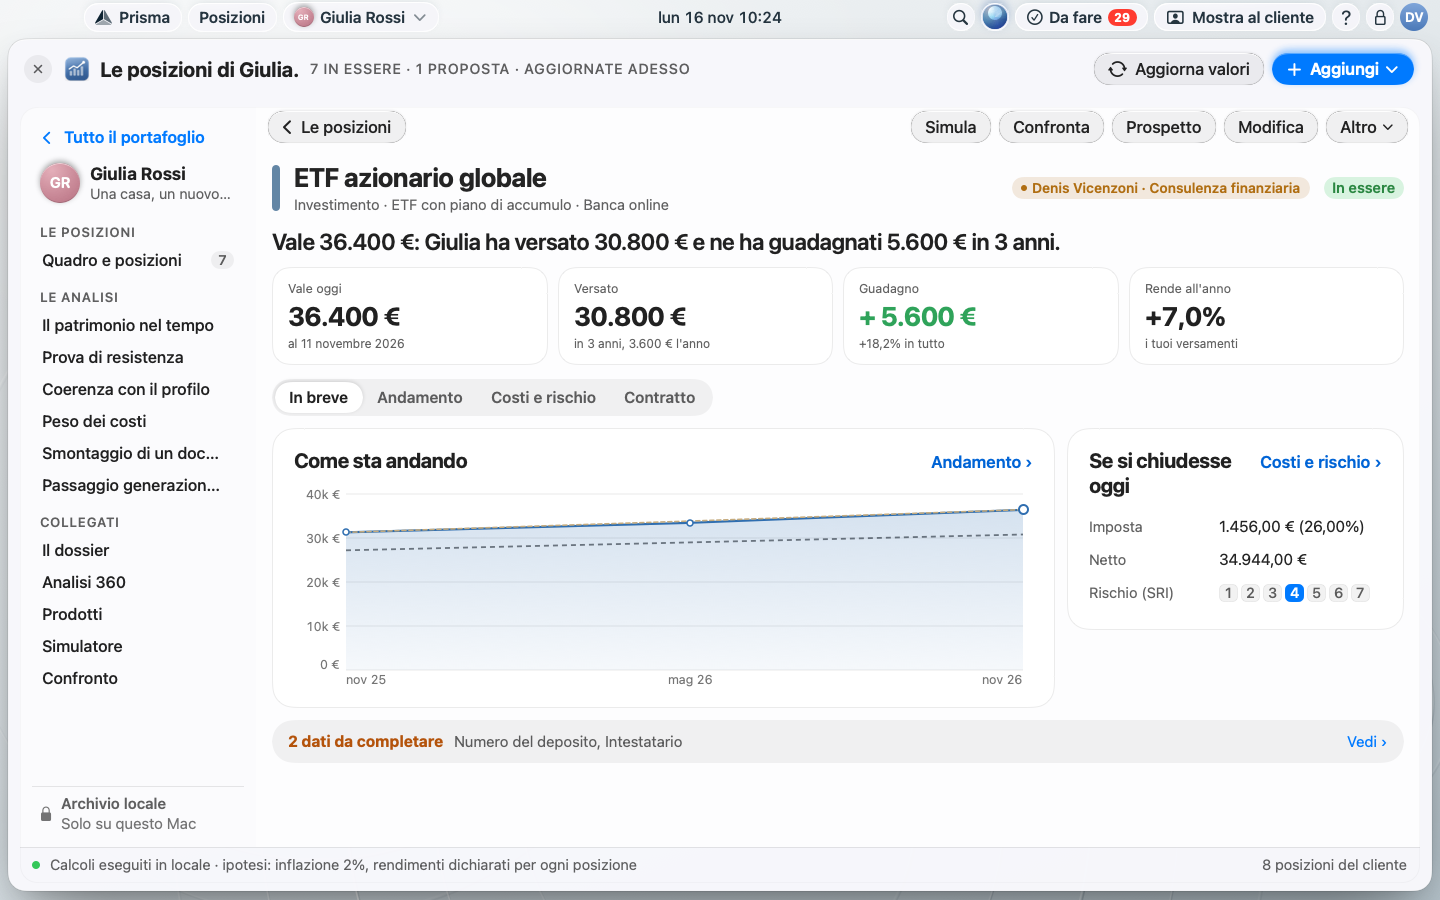 Prisma
Posizioni
GR Giulia Rossi
lun 16 nov 10:24
Da fare 29
Mostra al cliente
?
DV
Le posizioni di Giulia.
7 IN ESSERE · 1 PROPOSTA · AGGIORNATE ADESSO
Aggiorna valori
+ Aggiungi
Tutto il portafoglio
GR
Giulia Rossi
Una casa, un nuovo...
LE POSIZIONI
Quadro e posizioni 7
LE ANALISI
Il patrimonio nel tempo
Prova di resistenza
Coerenza con il profilo
Peso dei costi
Smontaggio di un doc...
Passaggio generazion...
COLLEGATI
Il dossier
Analisi 360
Prodotti
Simulatore
Confronto
Archivio locale
Solo su questo Mac
Le posizioni
Simula
Confronta
Prospetto
Modifica
Altro
ETF azionario globale
Investimento · ETF con piano di accumulo · Banca online
Denis Vicenzoni · Consulenza finanziaria
In essere
Vale 36.400 €: Giulia ha versato 30.800 € e ne ha guadagnati 5.600 € in 3 anni.
Vale oggi
36.400 €
al 11 novembre 2026
Versato
30.800 €
in 3 anni, 3.600 € l'anno
Guadagno
+ 5.600 €
+18,2% in tutto
Rende all'anno
+7,0%
i tuoi versamenti
In breve
Andamento
Costi e rischio
Contratto
Come sta andando
Andamento ›
40k €
30k €
20k €
10k €
0 €
nov 25
mag 26
nov 26
Se si chiudesse oggi
Costi e rischio ›
Imposta 1.456,00 € (26,00%)
Netto 34.944,00 €
Rischio (SRI) 1 2 3 4 5 6 7
2 dati da completare Numero del deposito, Intestatario
Vedi ›
Calcoli eseguiti in locale · ipotesi: inflazione 2%, rendimenti dichiarati per ogni posizione
8 posizioni del cliente